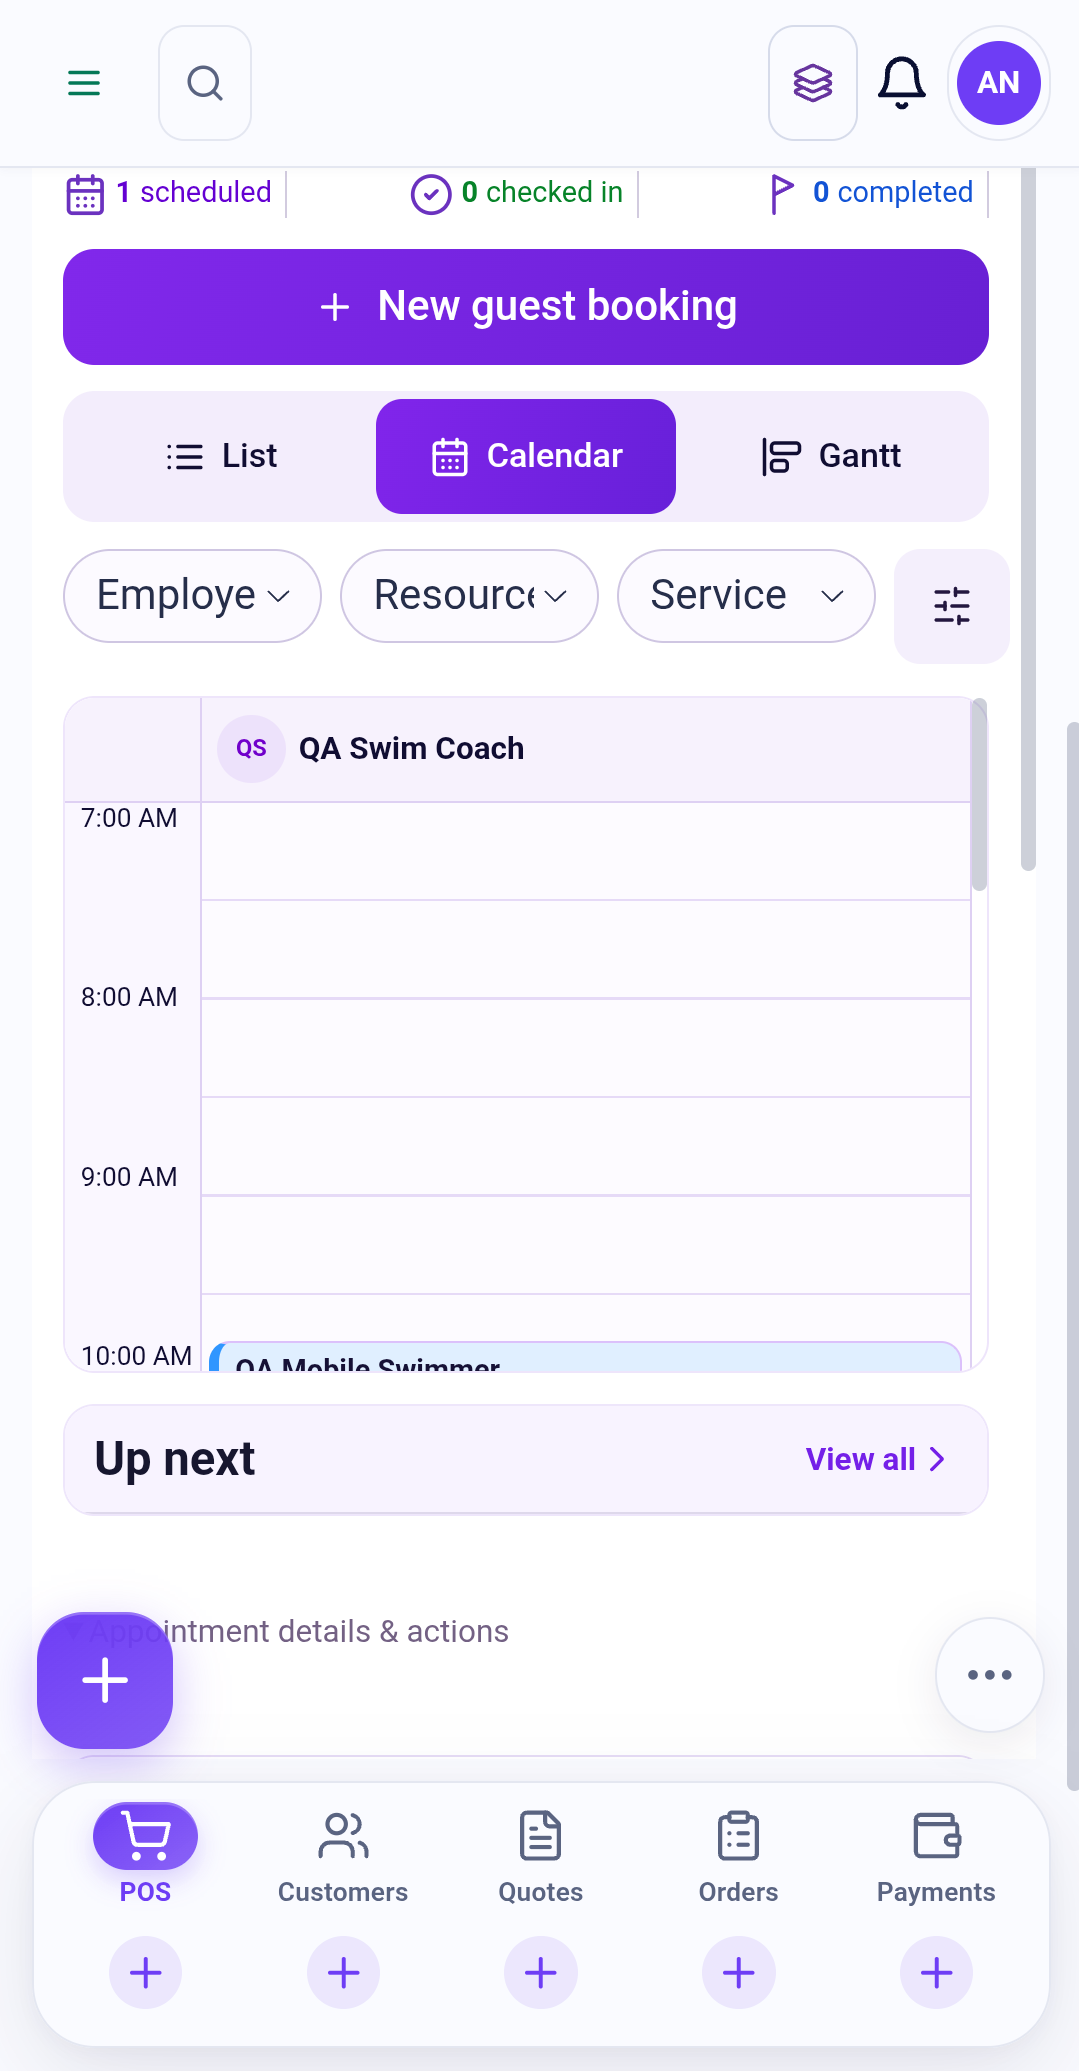 AN
1 scheduled
0 checked in
0 completed
New guest booking
List
Calendar
Gantt
Employe
Resource
Service
QS
QA Swim Coach
7:00 AM
8:00 AM
9:00 AM
10:00 AM
QA Mobile Swimmer
Up next
View all
Appointment details & actions
POS
Customers
Quotes
Orders
Payments